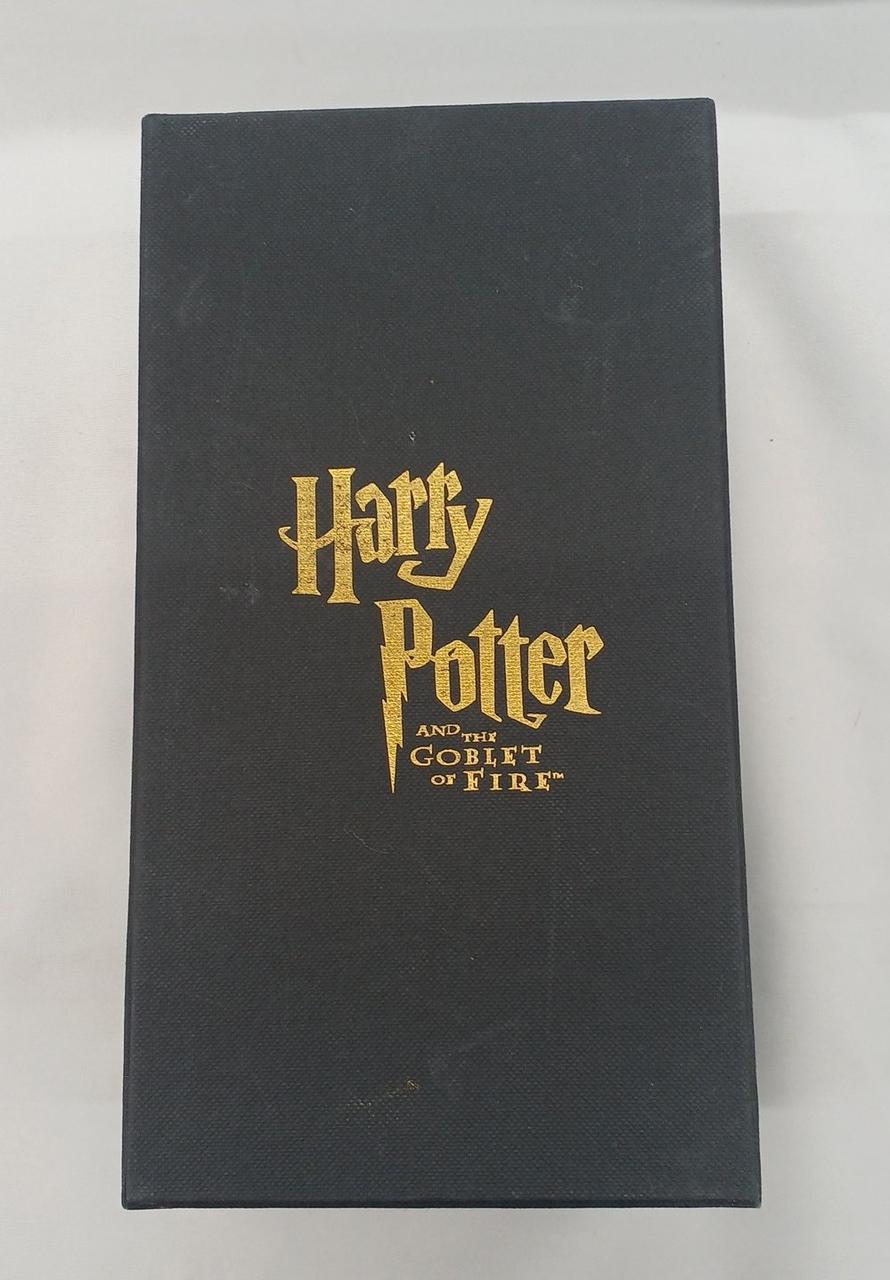 Harry
Potter
AND THE
GOBLET
OF FIRE™